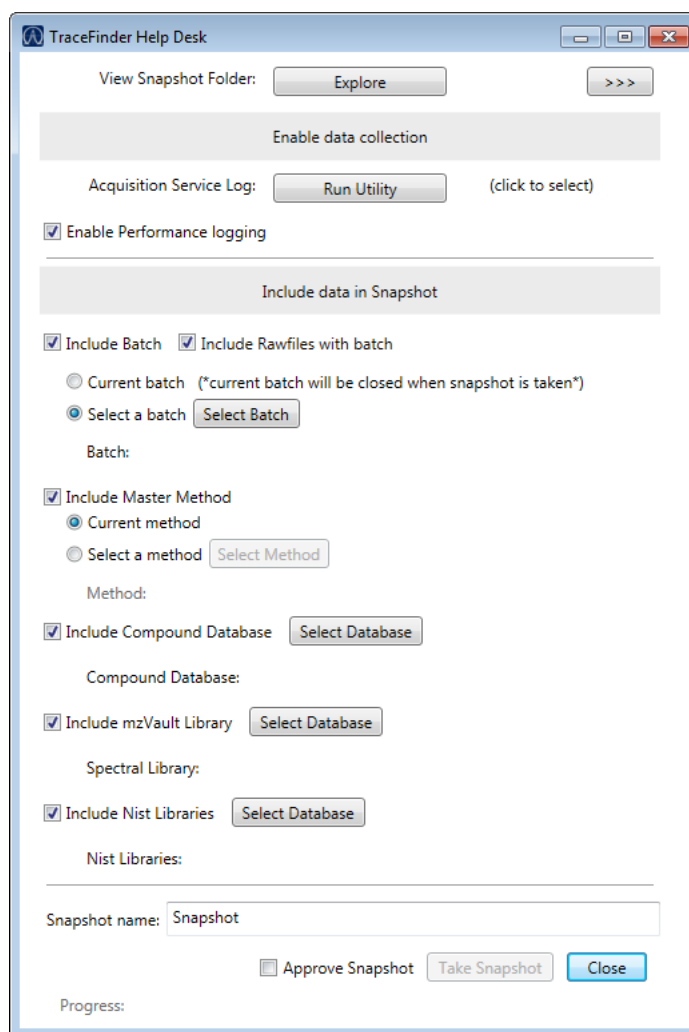 TraceFinder Help Desk
View Snapshot Folder: Explore >>>
Enable data collection
Acquisition Service Log: Run Utility (click to select)
Enable Performance logging
Include data in Snapshot
Include Batch Include Rawfiles with batch
Current batch (*current batch will be closed when snapshot is taken*)
Select a batch Select Batch
Batch:
Include Master Method
Current method
Select a method Select Method
Method:
Include Compound Database Select Database
Compound Database:
Include mzVault Library Select Database
Spectral Library:
Include Nist Libraries Select Database
Nist Libraries:
Snapshot name: Snapshot
Approve Snapshot Take Snapshot Close
Progress: